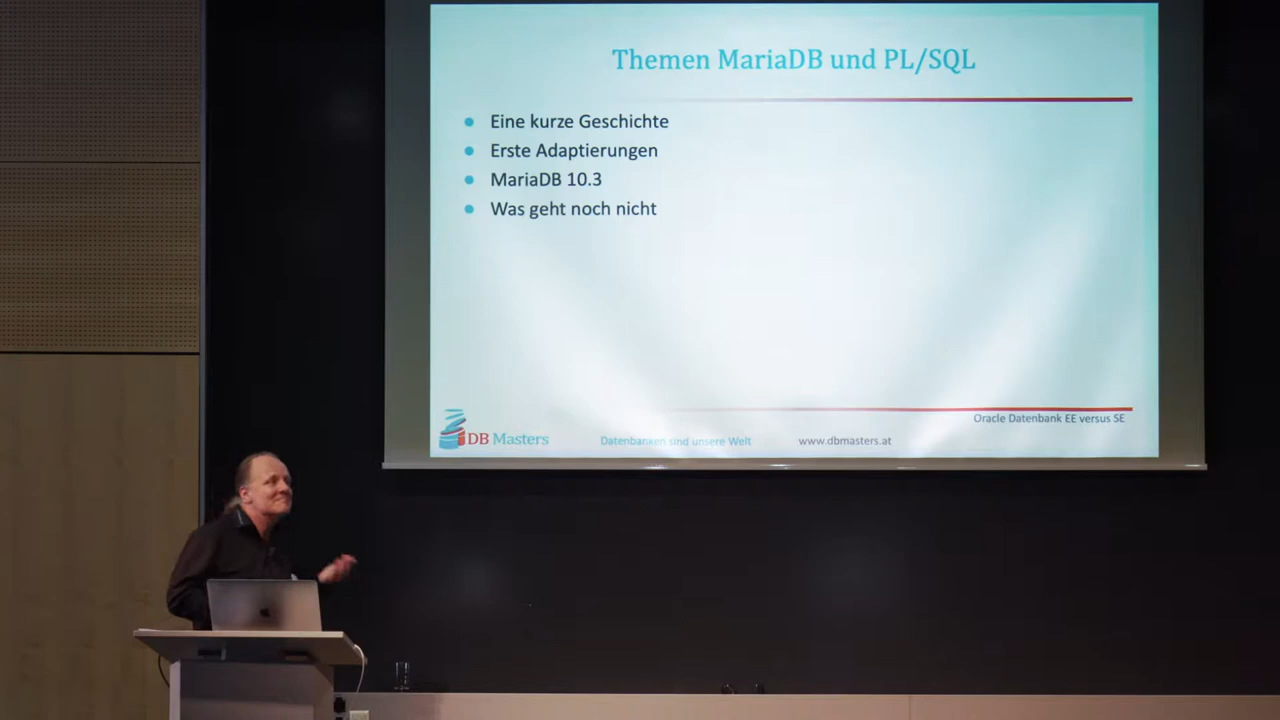 Themen MariaDB und PL/SQL
Eine kurze Geschichte
Erste Adaptierungen
MariaDB 10.3
Was geht noch nicht
Oracle Datenbank EE versus SE
DB Masters
Datenbanken sind unsere Welt
www.dbmasters.at